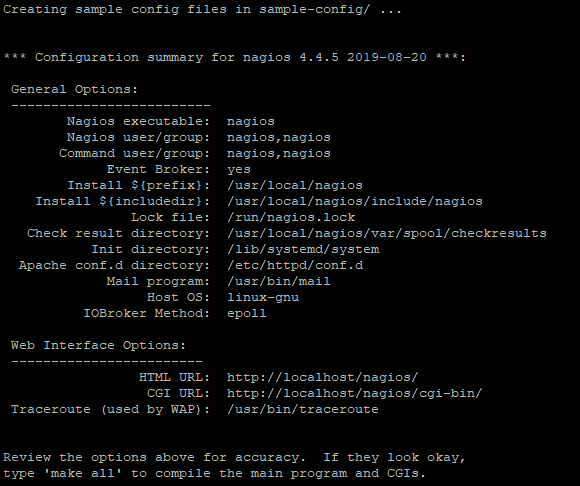 Creating sample config files in sample-config/ ...
*** Configuration summary for nagios 4.4.5 2019-08-20 ***:
General Options:
-------------------------
Nagios executable:  nagios
Nagios user/group:  nagios,nagios
Command user/group:  nagios,nagios
Event Broker:  yes
Install ${prefix}:  /usr/local/nagios
Install ${includedir}:  /usr/local/nagios/include/nagios
Lock file:  /run/nagios.lock
Check result directory:  /usr/local/nagios/var/spool/checkresults
Init directory:  /lib/systemd/system
Apache conf.d directory:  /etc/httpd/conf.d
Mail program:  /usr/bin/mail
Host OS:  linux-gnu
IOBroker Method:  epoll
Web Interface Options:
------------------------
HTML URL:  http://localhost/nagios/
CGI URL:  http://localhost/nagios/cgi-bin/
Traceroute (used by WAP):  /usr/bin/traceroute
Review the options above for accuracy.  If they look okay,
type 'make all' to compile the main program and CGIs.